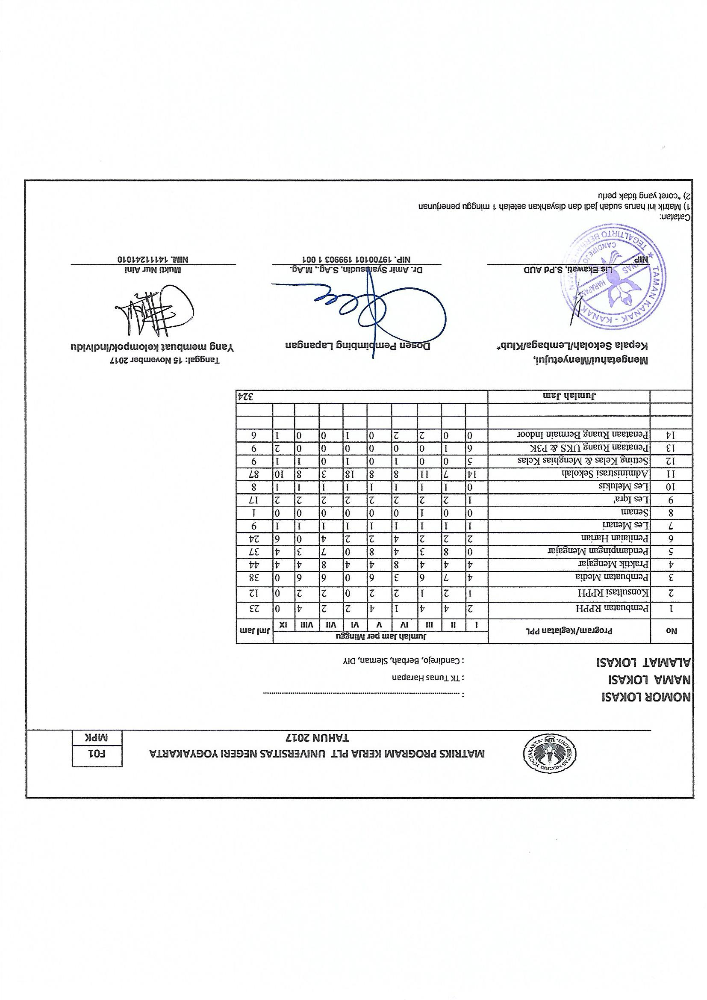 MATRIKS PROGRAM KERJA PLT UNIVERSITAS NEGERI YOGYAKARTA
TAHUN 2017
F01
MPK
UNIVERSITAS NEGERI YOGYAKARTA
NOMOR LOKASI : ................................................
NAMA LOKASI : TK Tunas Harapan
ALAMAT LOKASI : Candirejo, Berbah, Sleman, DIY
No Program/Kegiatan PPL Jumlah Jam per Minggu Jml Jam
I II III IV V VI VII VIII IX
1 Pembuatan RPPH 2 4 4 1 4 2 2 4 0 23
2 Konsultasi RPPH 1 2 1 2 2 0 2 2 0 12
3 Pembuatan Media 4 7 6 3 6 0 6 6 0 38
4 Praktik Mengajar 4 4 4 8 4 4 8 4 4 44
5 Pendampingan Mengajar 0 8 3 4 8 0 7 3 4 37
6 Penilaian Harian 2 2 2 4 2 2 4 0 6 24
7 Les Menari 1 1 1 1 1 1 1 1 1 9
8 Senam 0 0 1 0 0 0 0 0 0 1
9 Les Iqra' 1 2 2 2 2 2 2 2 2 17
10 Les Melukis 0 1 1 1 1 1 1 1 1 8
11 Administrasi Sekolah 14 7 11 8 8 18 3 8 10 87
12 Setting Kelas & Menghias Kelas 5 0 0 1 0 1 0 1 1 9
13 Penataan Ruang UKS & P3K 6 1 0 0 0 0 0 0 2 9
14 Penataan Ruang Bermain Indoor 0 0 2 2 0 1 0 0 1 6
Jumlah Jam 324
Mengetahui/Menyetujui,
Kepala Sekolah/Lembaga/Klub*
Lis Ekawati, S.Pd AUD
NIP.
TAMAN KANAK - KANAK
TUNAS HARAPAN
CANDIREJO
TEGALTIRTO
Dosen Pembimbing Lapangan
Dr. Amir Syamsudin, S.Ag., M.Ag.
NIP. 19700101 199903 1 001
Tanggal: 15 November 2017
Yang membuat kelompok/individu
Mukti Nur Aini
NIM. 14111241010
Catatan:
1) Matrik ini harus sudah jadi dan disyahkan setelah 1 minggu penerjunan
2) *coret yang tidak perlu